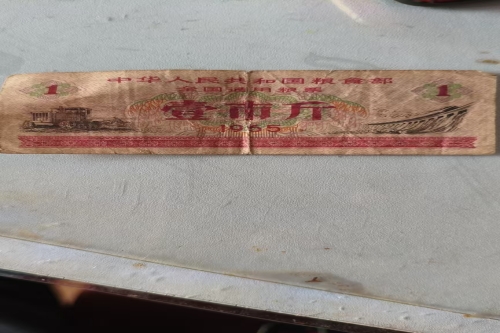 中华人民共和国粮食部
全国通用粮票
1 壹市斤 1